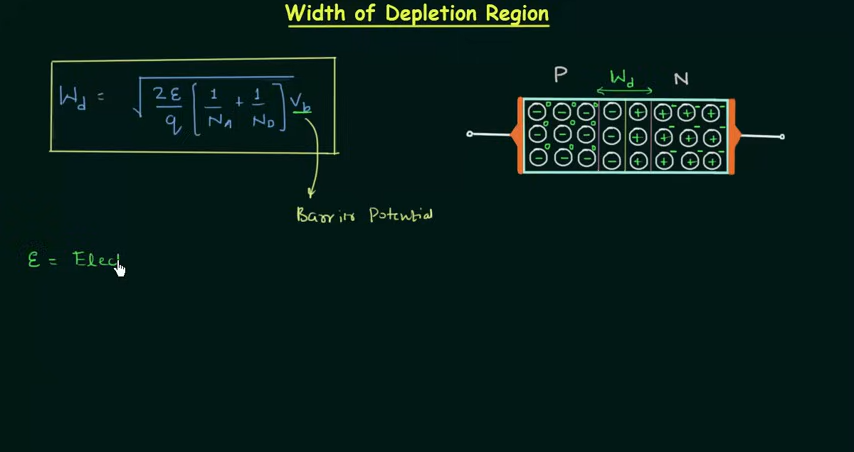 Width of Depletion Region
P W_d N
W_d = √(2ε/q [1/N_A + 1/N_D] V_b)
Barrier Potential
ε = Elec